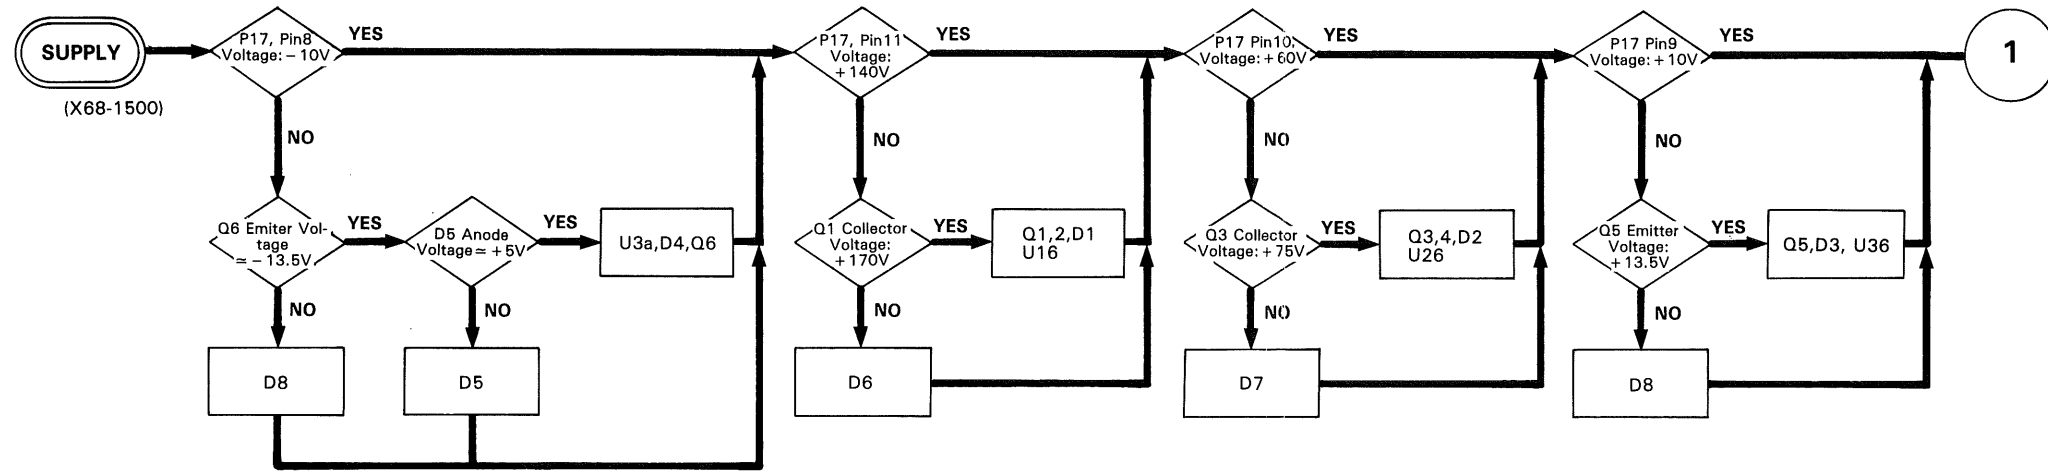 SUPPLY
(X68-1500)
P17, Pin8
Voltage: – 10V
YES
NO
Q6 Emiter Vol-
tage
≃ – 13.5V
YES
NO
D8
D5 Anode
Voltage ≃ +5V
YES
NO
D5
U3a,D4,Q6
P17, Pin11
Voltage:
+140V
YES
NO
Q1 Collector
Voltage:
+170V
YES
NO
D6
Q1,2,D1
U16
P17 Pin10,
Voltage: +60V
YES
NO
Q3 Collector
Voltage: +75V
YES
NO
D7
Q3,4,D2
U26
P17 Pin9
Voltage: +10V
YES
NO
Q5 Emitter
Voltage:
+13.5V
YES
NO
D8
Q5,D3, U36
1